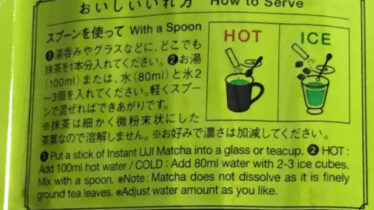 おいしいいれ方 How to Serve
スプーンを使って With a Spoon
❶湯呑みやグラスなどに、どこでも
抹茶を1本分入れてください。❷お湯
(100ml)または、水(80ml)と氷
2〜3個を入れてください。軽くスプー
ンで混ぜればできあがりです。
※抹茶は細かく微粉末状にした
茶葉なので溶解しません。※お好みで濃さは加減してください。
HOT
ICE
❶Put a stick of Instant UJI Matcha into a glass or teacup. ❷HOT:
Add 100ml hot water / COLD: Add 80ml water with 2-3 ice cubes.
Mix with a spoon. ※Note: Matcha does not dissolve as it is finely
ground tea leaves. ※Adjust water amount as you like.